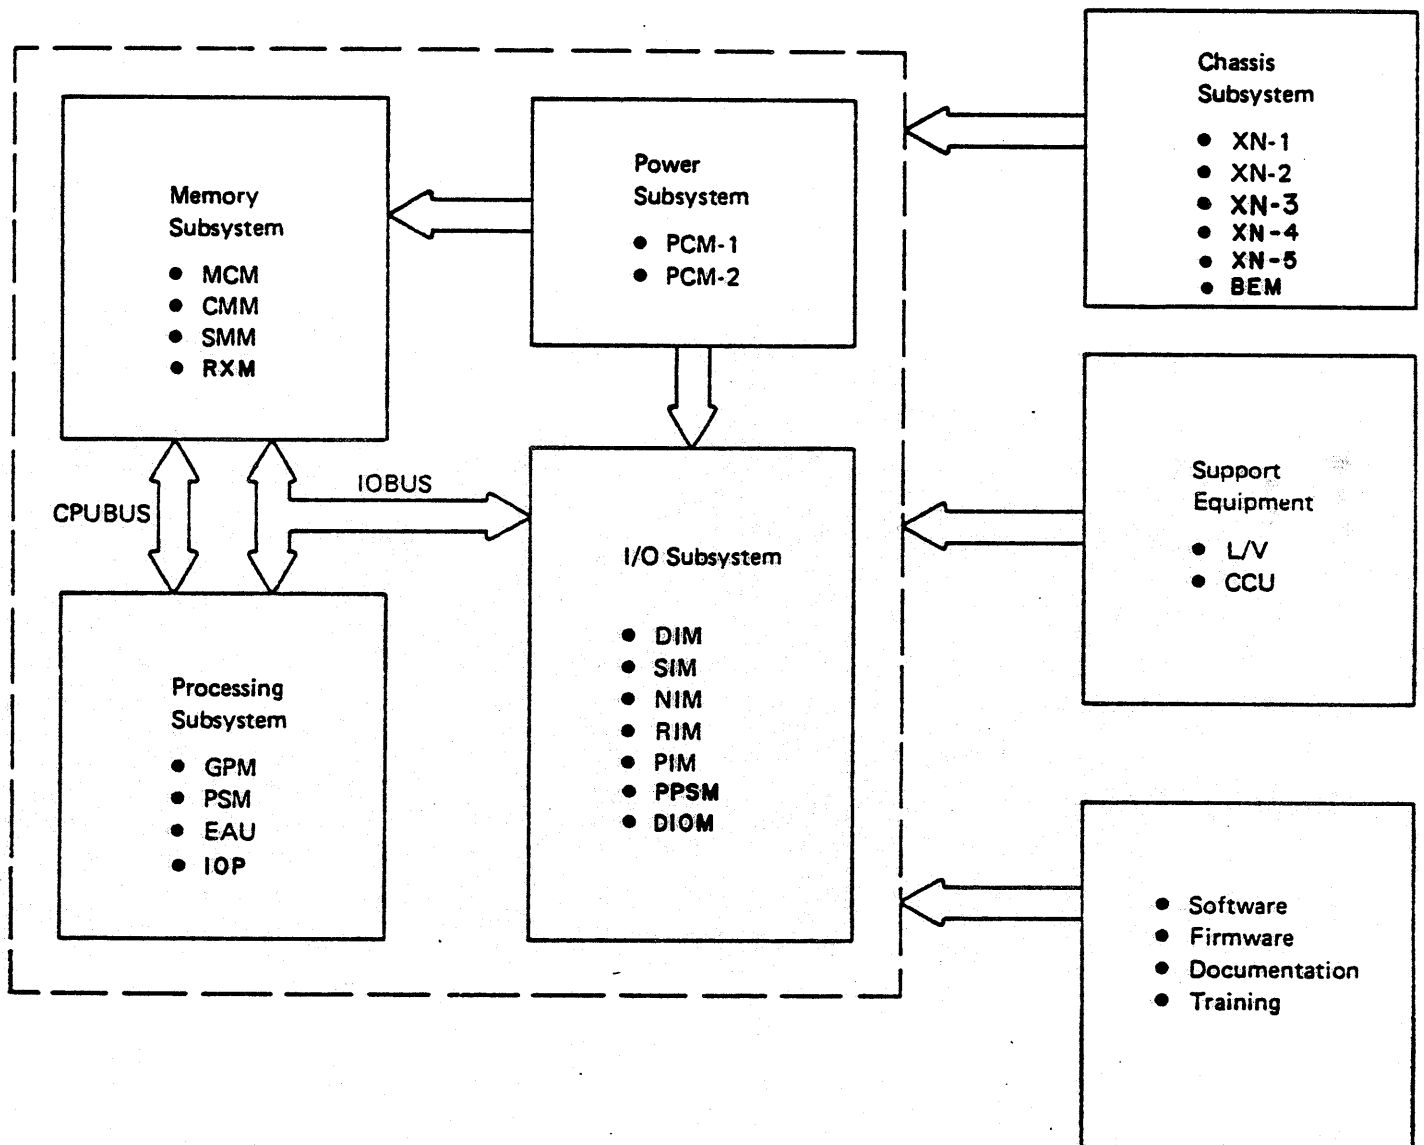 Memory
Subsystem
● MCM
● CMM
● SMM
● RXM
Power
Subsystem
● PCM-1
● PCM-2
CPUBUS
IOBUS
Processing
Subsystem
● GPM
● PSM
● EAU
● IOP
I/O Subsystem
● DIM
● SIM
● NIM
● RIM
● PIM
● PPSM
● DIOM
Chassis
Subsystem
● XN-1
● XN-2
● XN-3
● XN-4
● XN-5
● BEM
Support
Equipment
● L/V
● CCU
● Software
● Firmware
● Documentation
● Training